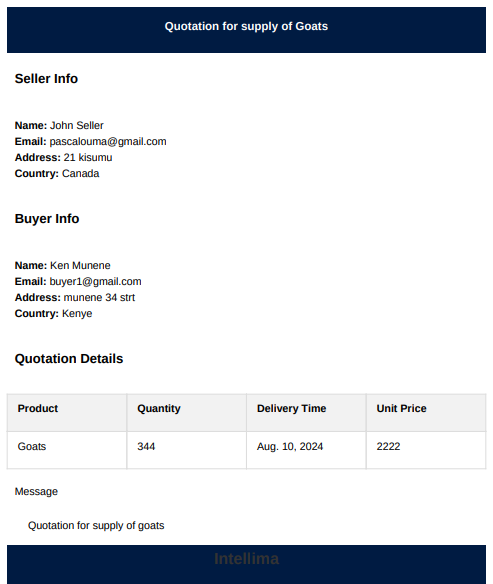 Quotation for supply of Goats
Seller Info
Name: John Seller
Email: pascalouma@gmail.com
Address: 21 kisumu
Country: Canada
Buyer Info
Name: Ken Munene
Email: buyer1@gmail.com
Address: munene 34 strt
Country: Kenye
Quotation Details
Product Quantity Delivery Time Unit Price
Goats 344 Aug. 10, 2024 2222
Message
Quotation for supply of goats
Intellima